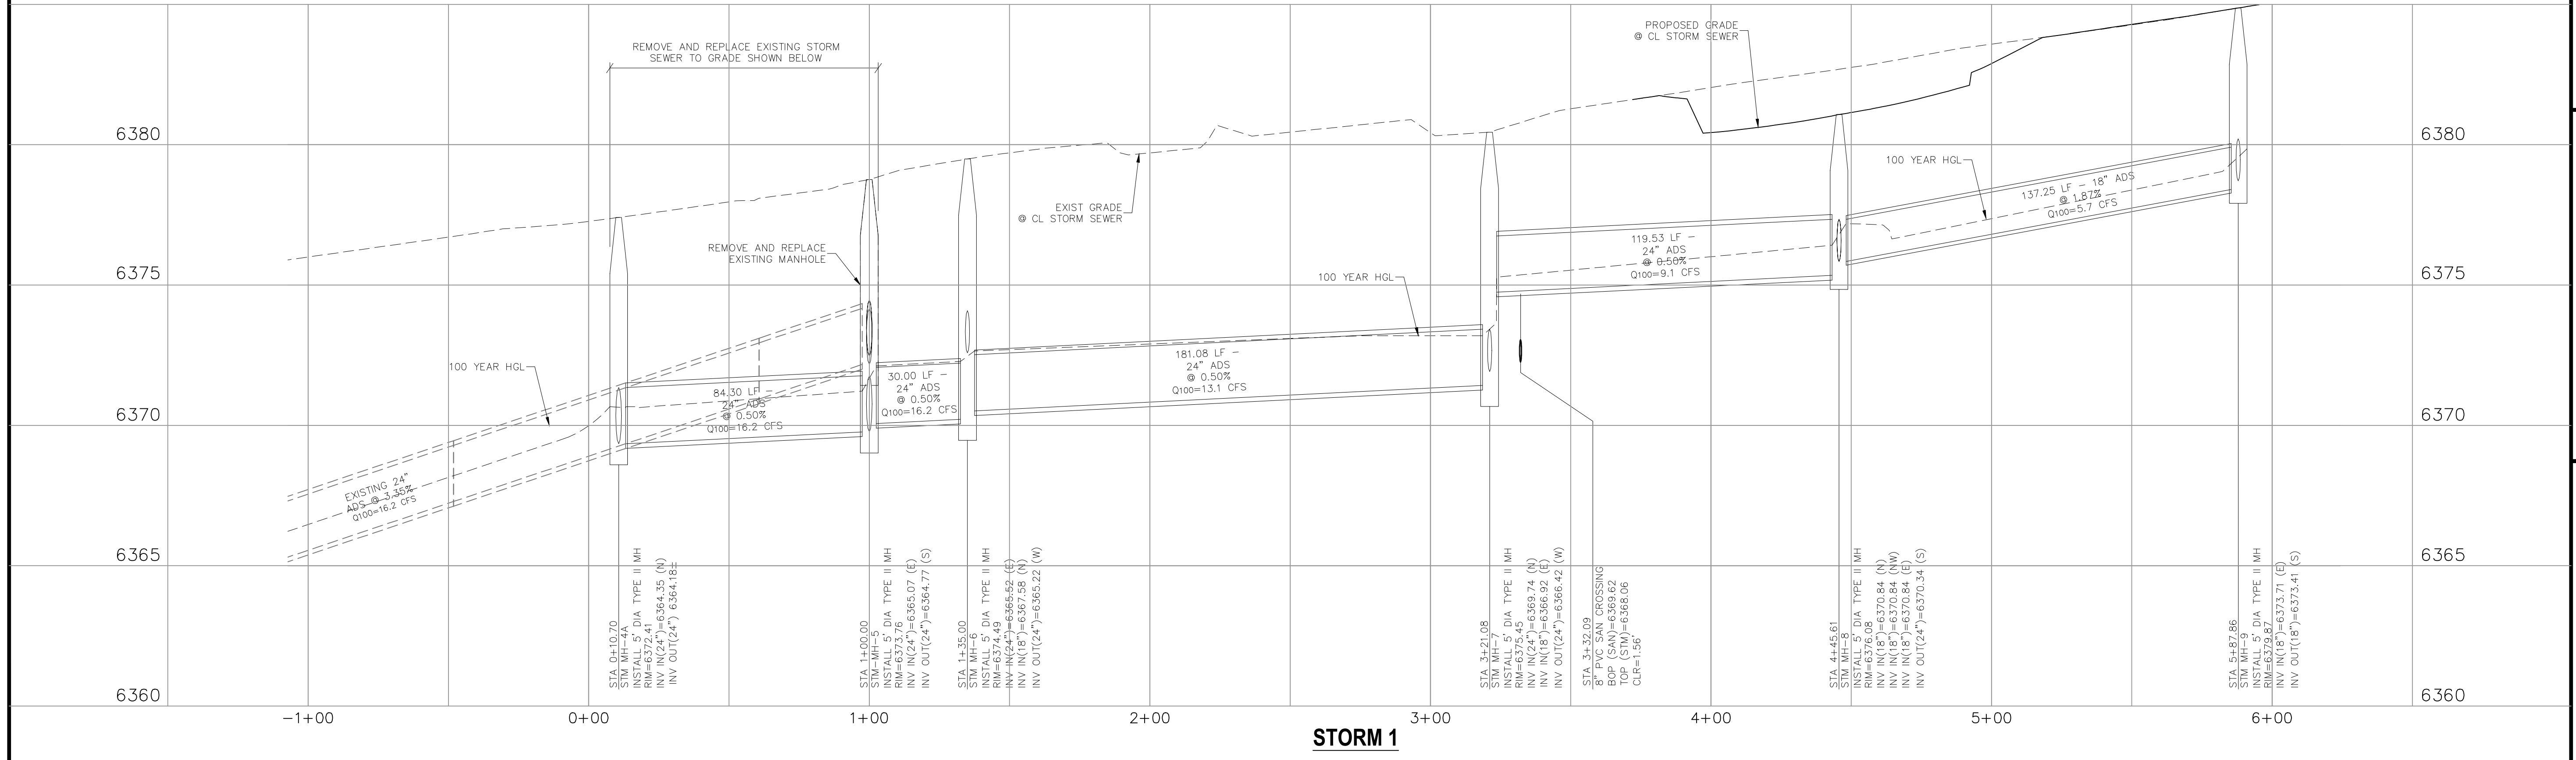 REMOVE AND REPLACE EXISTING STORM
SEWER TO GRADE SHOWN BELOW
PROPOSED GRADE
@ CL STORM SEWER
6380
6380
100 YEAR HGL
137.25 LF - 18" ADS
@ 1.87%
Q100=5.7 CFS
EXIST GRADE
@ CL STORM SEWER
REMOVE AND REPLACE
EXISTING MANHOLE
119.53 LF -
24" ADS
@ 0.50%
Q100=9.1 CFS
6375
6375
100 YEAR HGL
100 YEAR HGL
181.08 LF -
24" ADS
@ 0.50%
Q100=13.1 CFS
30.00 LF -
24" ADS
@ 0.50%
Q100=16.2 CFS
84.30 LF -
24" ADS
@ 0.50%
Q100=16.2 CFS
6370
6370
EXISTING 24"
ADS @ 3.35%
Q100=16.2 CFS
6365
6365
STA 0+10.70
STM MH-4A
INSTALL 5' DIA TYPE II MH
RIM=6372.41
INV IN(24")=6364.35 (N)
INV OUT(24") 6364.18±
STA 1+00.00
STM-MH-5
INSTALL 5' DIA TYPE II MH
RIM=6373.76
INV IN(24")=6365.07 (E)
INV OUT(24")=6364.77 (S)
STA 1+35.00
STM MH-6
INSTALL 5' DIA TYPE II MH
RIM=6374.49
INV IN(24")=6365.52 (E)
INV IN(18")=6367.58 (N)
INV OUT(24")=6365.22 (W)
STA 3+21.08
STM MH-7
INSTALL 5' DIA TYPE II MH
RIM=6375.45
INV IN(24")=6369.74 (N)
INV IN(18")=6366.92 (E)
INV OUT(24")=6366.42 (W)
STA 3+32.09
8" PVC SAN CROSSING
BOP (SAN)=6369.62
TOP (STM)=6368.06
CLR=1.56'
STA 4+45.61
STM MH-8
INSTALL 5' DIA TYPE II MH
RIM=6376.08
INV IN(18")=6370.84 (N)
INV IN(18")=6370.84 (NW)
INV IN(18")=6370.84 (E)
INV OUT(24")=6370.34 (S)
STA 5+87.86
STM MH-9
INSTALL 5' DIA TYPE II MH
RIM=6379.87
INV IN(18")=6373.71 (E)
INV OUT(18")=6373.41 (S)
6360
6360
-1+00
0+00
1+00
2+00
3+00
4+00
5+00
6+00
STORM 1